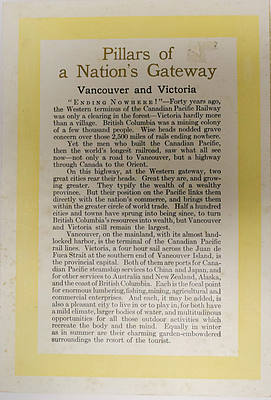 Pillars of
a Nation's Gateway
Vancouver and Victoria
"ENDING NOWHERE!"—Forty years ago,
the Western terminus of the Canadian Pacific Railway
was only a clearing in the forest—Victoria hardly more
than a village. British Columbia was a mining colony
of a few thousand people. Wise heads nodded grave
concern over those 2,500 miles of rails ending nowhere.
Yet the men who built the Canadian Pacific,
then the world's longest railroad, saw what all see
now—not only a road to Vancouver, but a highway
through Canada to the Orient.
On this highway, at the Western gateway, two
great cities rear their heads. Great they are, and grow-
ing greater. They typify the wealth of a wealthy
province. But their position on the Pacific links them
directly with the nation's commerce, and brings them
within the greater circle of world trade. Half a hundred
cities and towns have sprung into being since, to turn
British Columbia's resources into wealth, but Vancouver
and Victoria still remain the largest.
Vancouver, on the mainland, with its almost land-
locked harbor, is the terminal of the Canadian Pacific
rail lines. Victoria, a four hour sail across the Juan de
Fuca Strait at the southern end of Vancouver Island, is
the provincial capital. Both of them are ports for Cana-
dian Pacific steamship services to China and Japan, and
for other services to Australia and New Zealand, Alaska,
and the coast of British Columbia. Each is the focal point
for enormous lumbering, fishing, mining, agricultural and
commercial enterprises. And each, it may be added, is
also a pleasant city to live in or to play in, for both have
a mild climate, larger bodies of water, and multitudinous
opportunities for all those outdoor activities which
recreate the body and the mind. Equally in winter
as in summer are their charming garden-embowdered
surroundings the resort of the tourist.